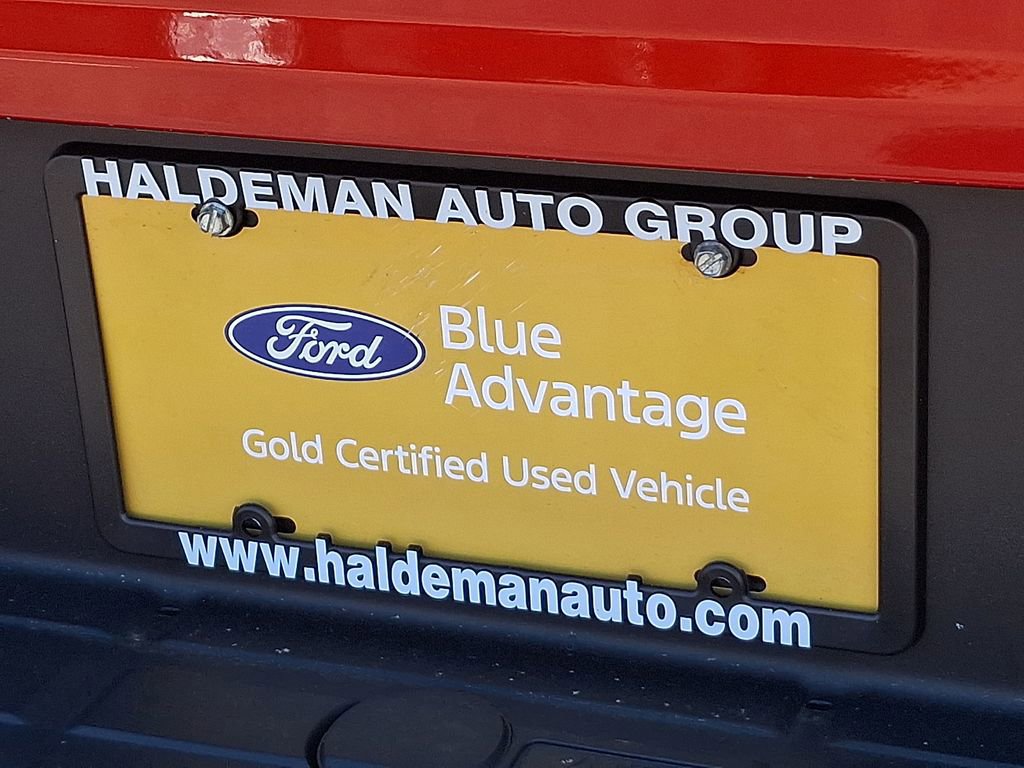 HALDEMAN AUTO GROUP
Ford
Blue
Advantage
Gold Certified Used Vehicle
www.haldemanauto.com